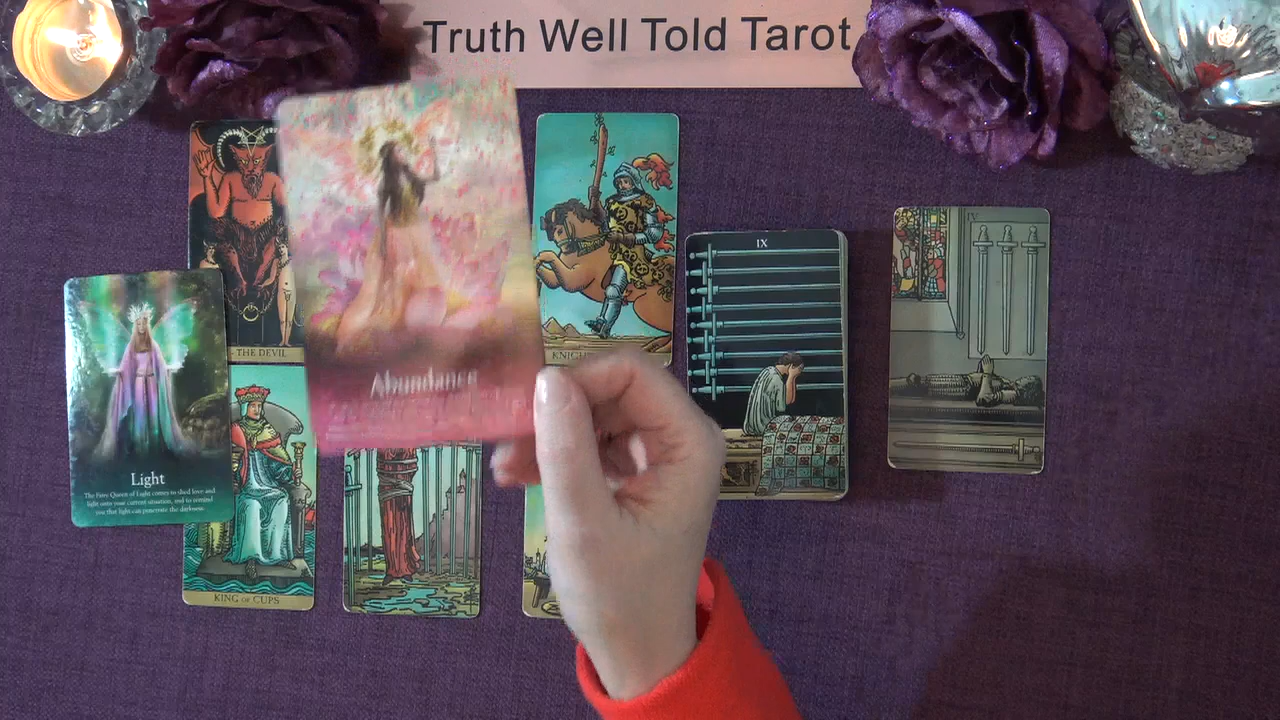 Truth Well Told Tarot
THE DEVIL
Abundance
KNIGH
IX
IV
Light
The Fairy Queen of Light comes to shed love and
light onto your current situation, and to remind
you that light can penetrate the darkness.
KING OF CUPS